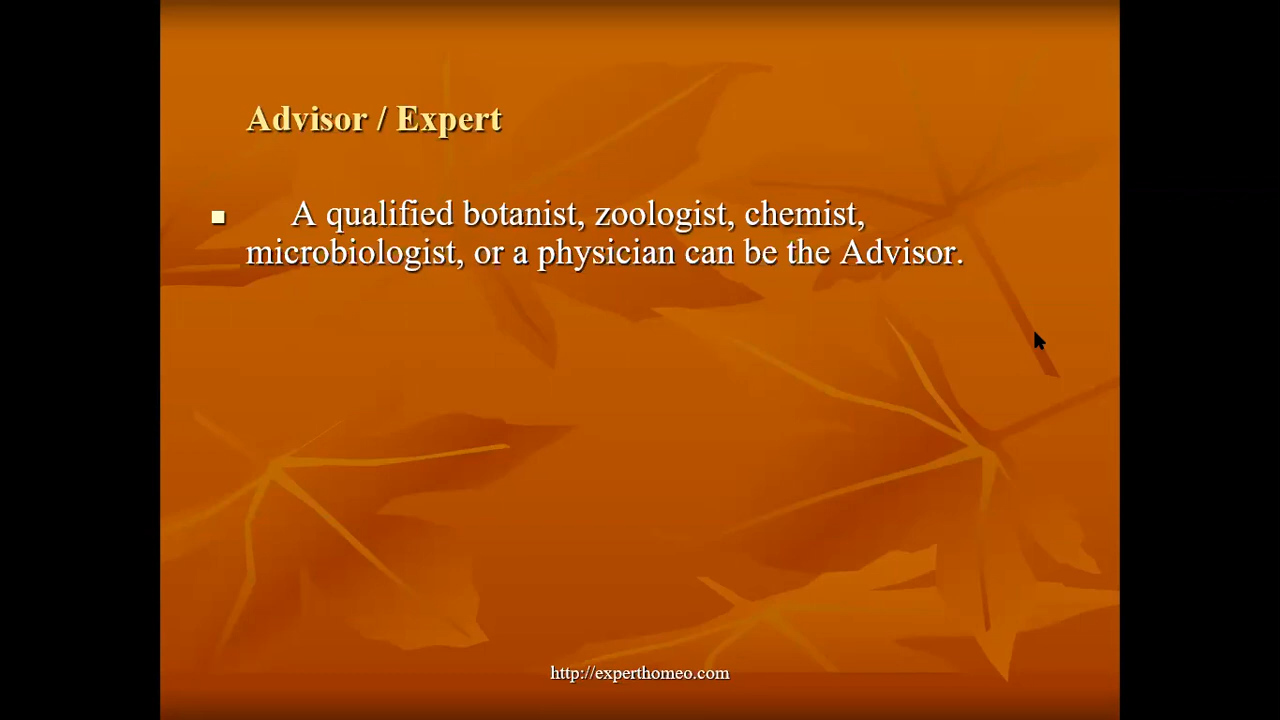 Advisor / Expert
A qualified botanist, zoologist, chemist,
microbiologist, or a physician can be the Advisor.
http://experthomeo.com